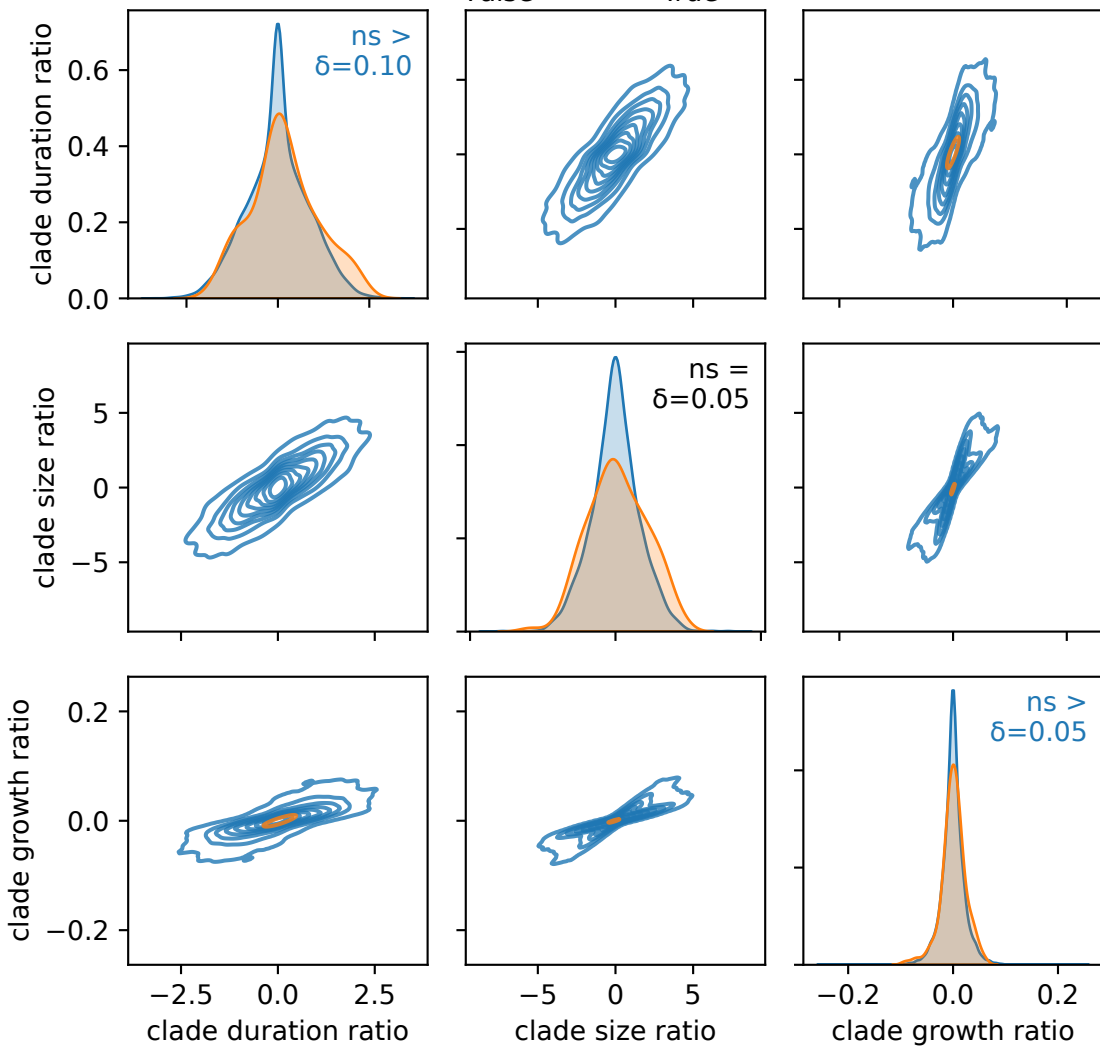 ns >
δ=0.10
clade duration ratio
0.6
0.4
0.2
0.0
ns =
δ=0.05
clade size ratio
5
0
−5
ns >
δ=0.05
clade growth ratio
0.2
0.0
−0.2
−2.5 0.0 2.5
−5 0 5
−0.2 0.0 0.2
clade duration ratio
clade size ratio
clade growth ratio